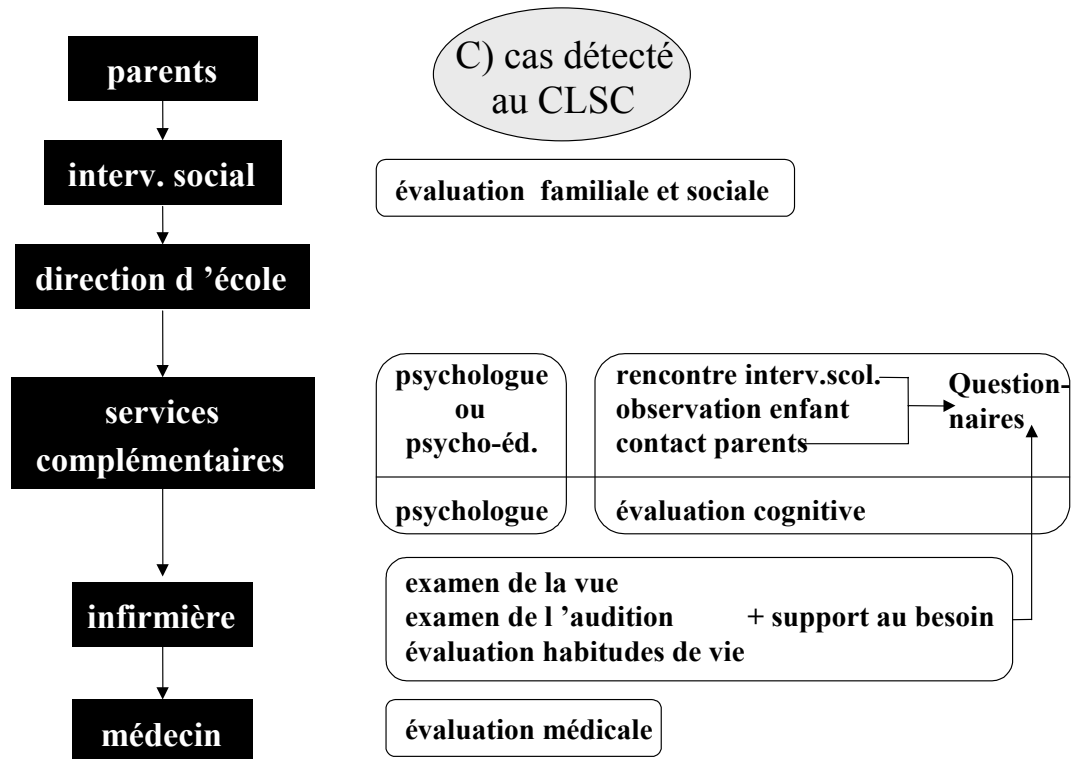 parents
C) cas détecté
au CLSC
interv. social
évaluation familiale et sociale
direction d ’école
services
complémentaires
psychologue
ou
psycho-éd.
rencontre interv.scol.
observation enfant
contact parents
Question-
naires
psychologue
évaluation cognitive
infirmière
examen de la vue
examen de l ’audition + support au besoin
évaluation habitudes de vie
médecin
évaluation médicale